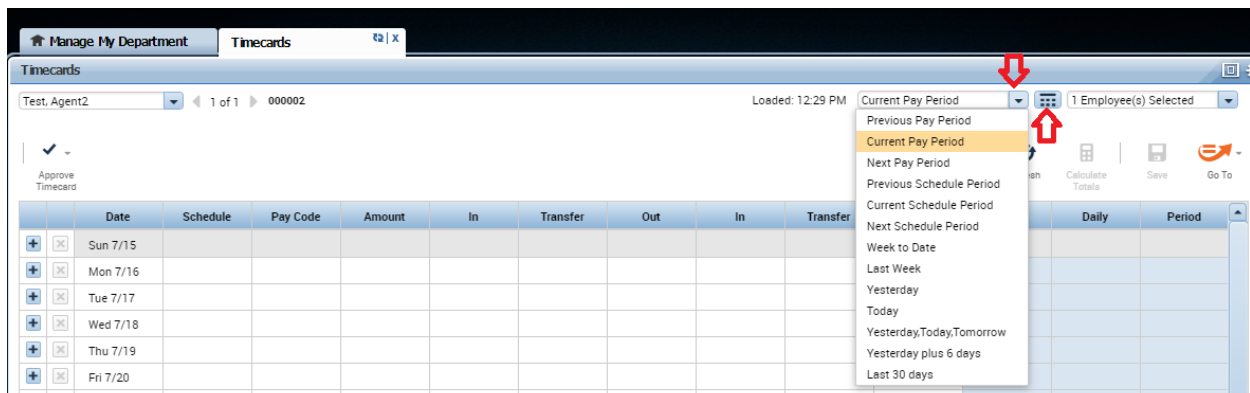 Manage My Department
Timecards
X
Timecards
Test, Agent2
1 of 1
000002
Loaded: 12:29 PM
Current Pay Period
1 Employee(s) Selected
Previous Pay Period
Current Pay Period
Next Pay Period
Previous Schedule Period
Current Schedule Period
Next Schedule Period
Week to Date
Last Week
Yesterday
Today
Yesterday,Today,Tomorrow
Yesterday plus 6 days
Last 30 days
Approve
Timecard
Calculate
Totals
Save
Go To
Date Schedule Pay Code Amount In Transfer Out In Transfer Daily Period
Sun 7/15
Mon 7/16
Tue 7/17
Wed 7/18
Thu 7/19
Fri 7/20